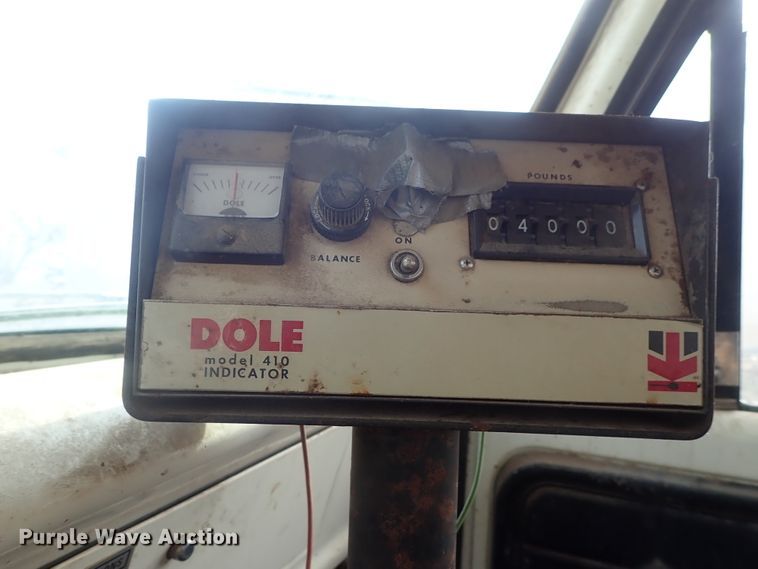 DOLE
BALANCE
ON
POUNDS
04000
DOLE
model 410
INDICATOR
Purple Wave Auction